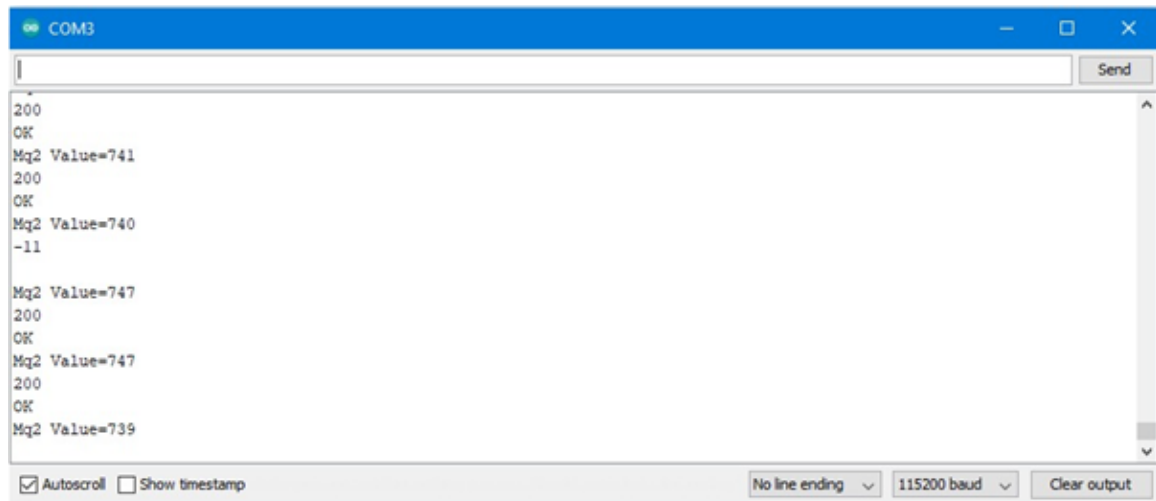 COM3
Send
200
OK
Mq2 Value=741
200
OK
Mq2 Value=740
-11
Mq2 Value=747
200
OK
Mq2 Value=747
200
OK
Mq2 Value=739
Autoscroll Show timestamp No line ending 115200 baud Clear output